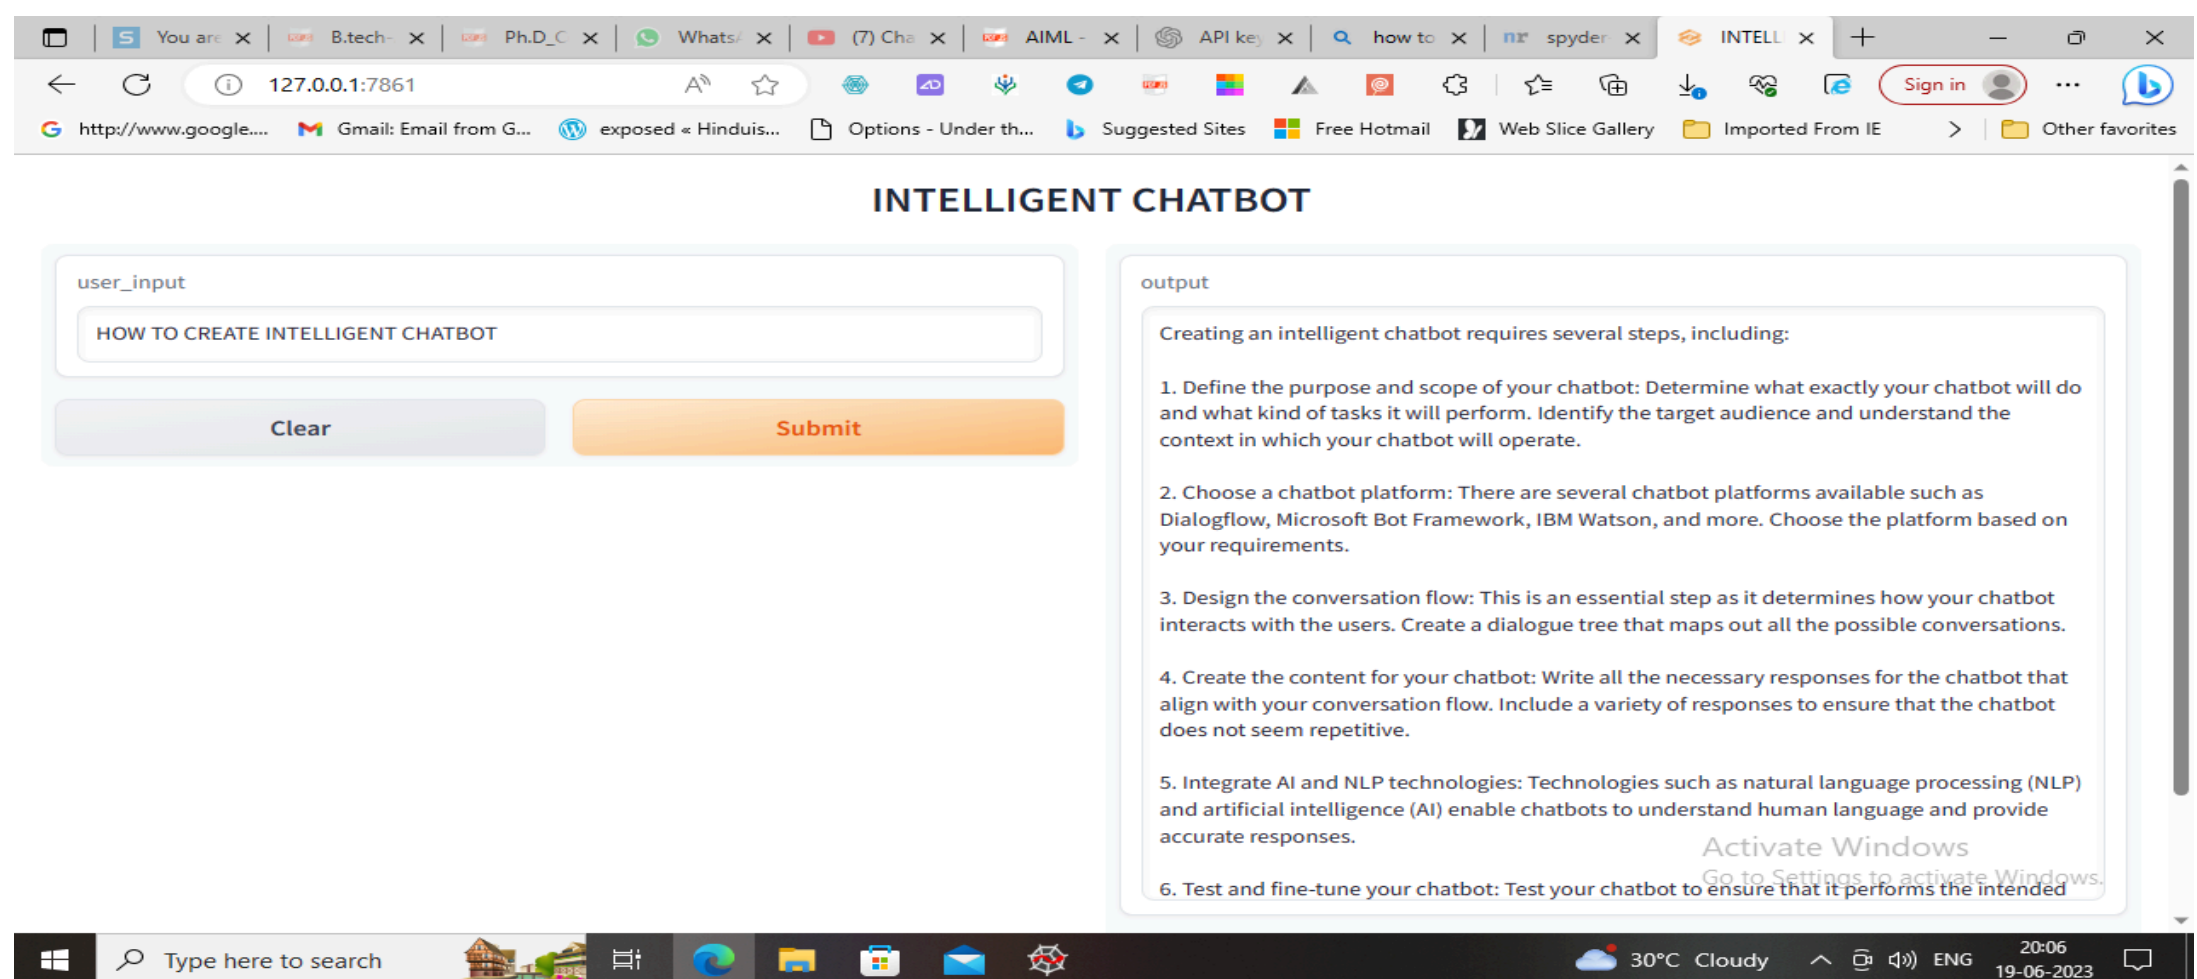 You are
B.tech-
Ph.D_C
Whats
(7) Cha
AIML -
API key
how to
spyder
INTELL
127.0.0.1:7861
Sign in
http://www.google....
Gmail: Email from G...
exposed « Hinduis...
Options - Under th...
Suggested Sites
Free Hotmail
Web Slice Gallery
Imported From IE
Other favorites
INTELLIGENT CHATBOT
user_input
HOW TO CREATE INTELLIGENT CHATBOT
Clear
Submit
output
Creating an intelligent chatbot requires several steps, including:
1. Define the purpose and scope of your chatbot: Determine what exactly your chatbot will do
and what kind of tasks it will perform. Identify the target audience and understand the
context in which your chatbot will operate.
2. Choose a chatbot platform: There are several chatbot platforms available such as
Dialogflow, Microsoft Bot Framework, IBM Watson, and more. Choose the platform based on
your requirements.
3. Design the conversation flow: This is an essential step as it determines how your chatbot
interacts with the users. Create a dialogue tree that maps out all the possible conversations.
4. Create the content for your chatbot: Write all the necessary responses for the chatbot that
align with your conversation flow. Include a variety of responses to ensure that the chatbot
does not seem repetitive.
5. Integrate AI and NLP technologies: Technologies such as natural language processing (NLP)
and artificial intelligence (AI) enable chatbots to understand human language and provide
accurate responses.
6. Test and fine-tune your chatbot: Test your chatbot to ensure that it performs the intended
Activate Windows
Go to Settings to activate Windows.
Type here to search
30°C Cloudy
ENG
20:06
19-06-2023